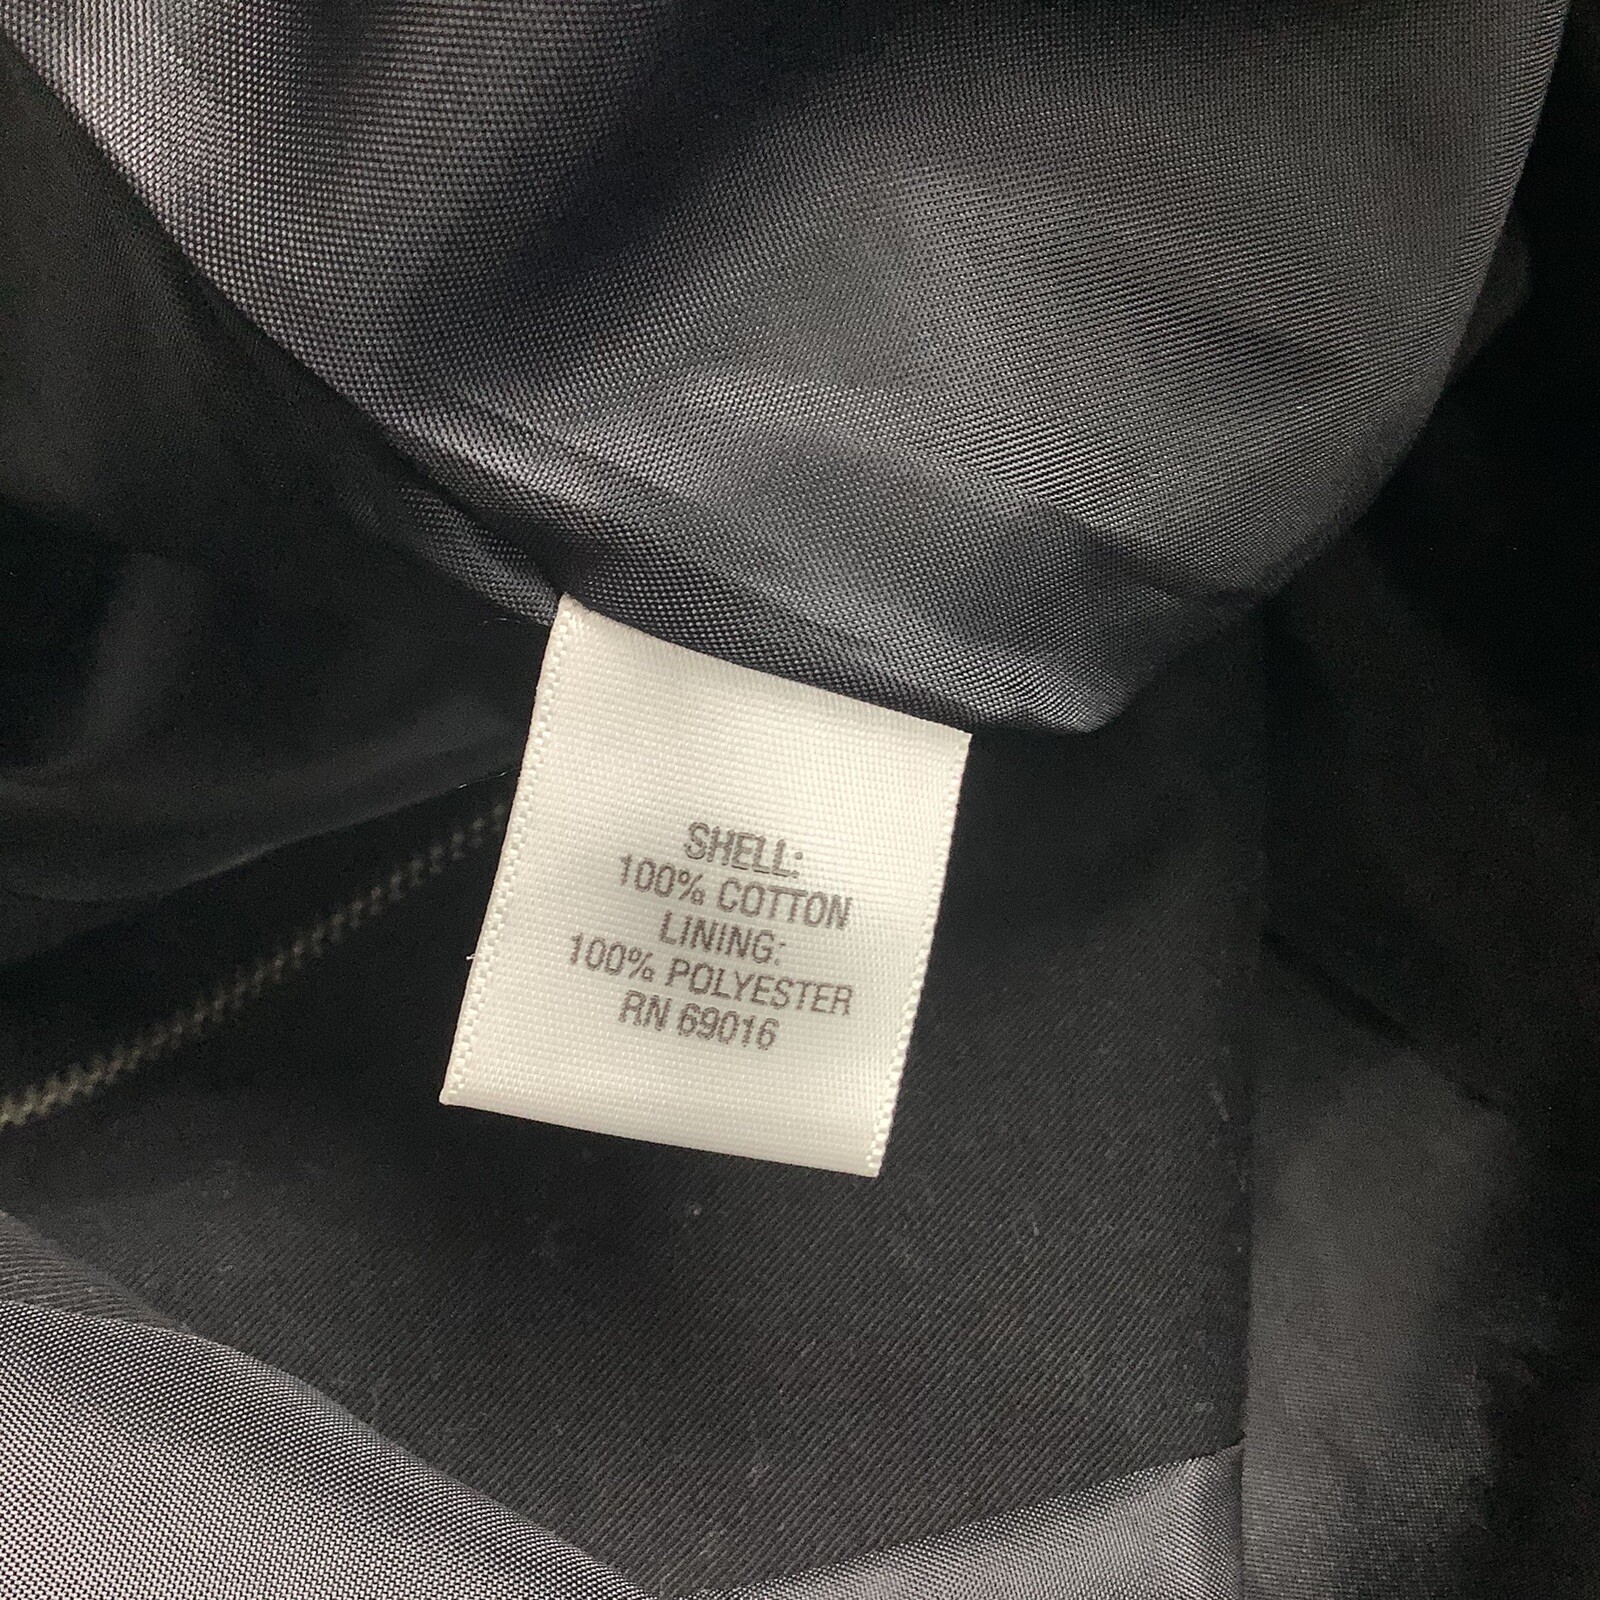 SHELL:
100% COTTON
LINING:
100% POLYESTER
RN 69016